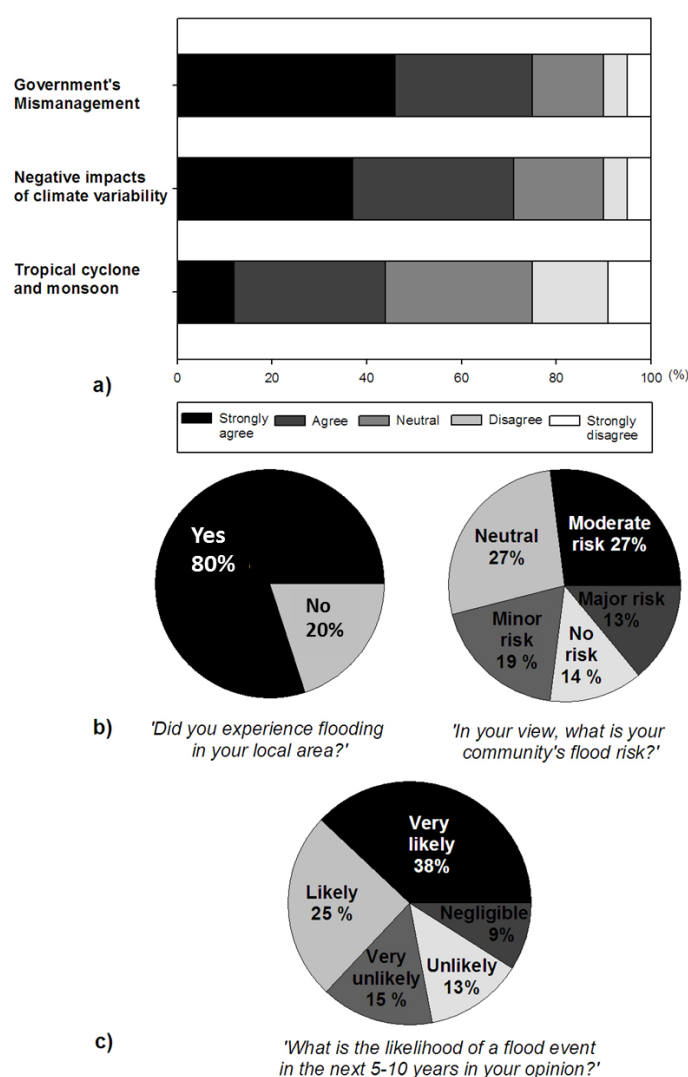 Government's
Mismanagement
Negative impacts
of climate variability
Tropical cyclone
and monsoon
a)
0 20 40 60 80 100 (%)
Strongly agree Agree Neutral Disagree Strongly disagree
Yes
80%
No
20%
Moderate
risk 27%
Neutral
27%
Major risk
13%
Minor
risk
19 %
No
risk
14 %
b)
'Did you experience flooding
in your local area?'
'In your view, what is your
community's flood risk?'
Very
likely
38%
Likely
25 %
Negligible
9%
Very
unlikely
15 %
Unlikely
13%
c)
'What is the likelihood of a flood event
in the next 5-10 years in your opinion?'